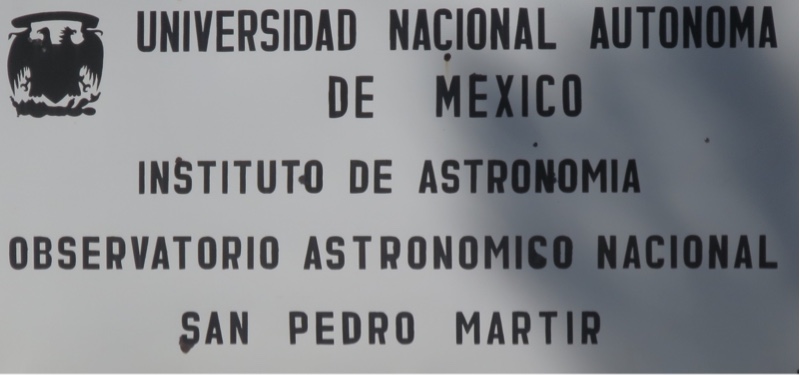 UNIVERSIDAD NACIONAL AUTONOMA
DE MEXICO
INSTITUTO DE ASTRONOMIA
OBSERVATORIO ASTRONOMICO NACIONAL
SAN PEDRO MARTIR